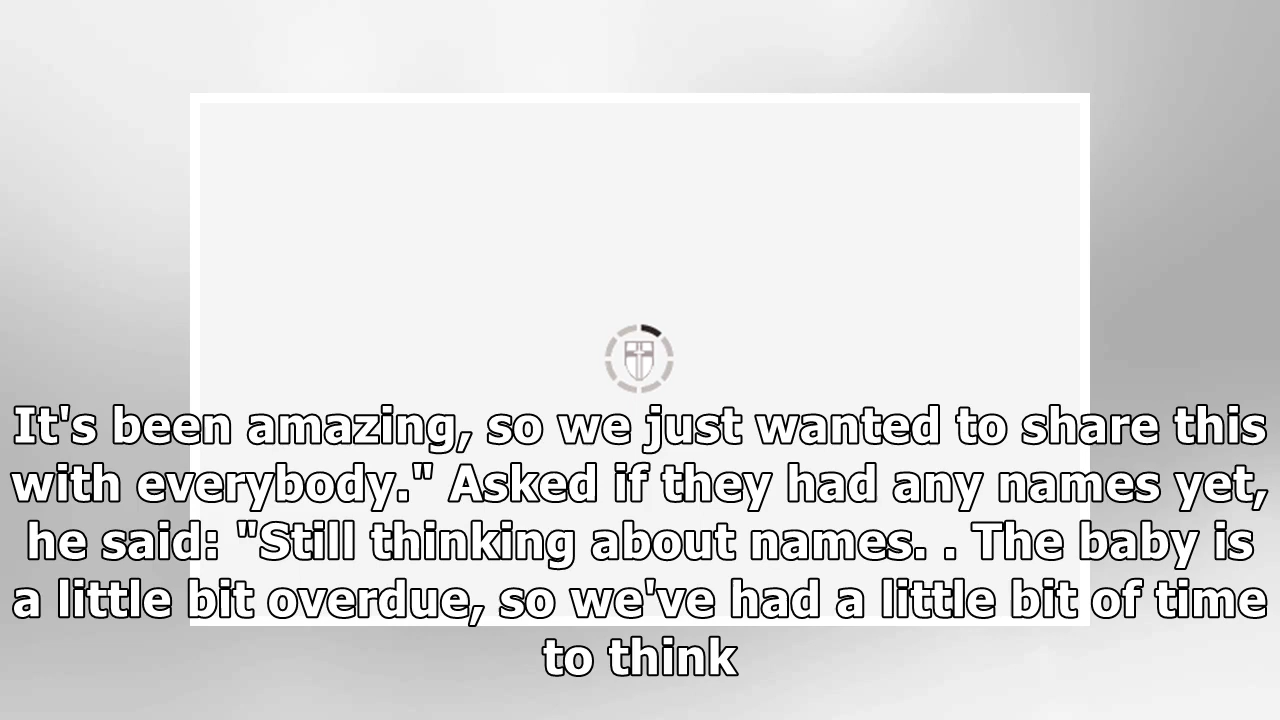 It's been amazing, so we just wanted to share this
with everybody." Asked if they had any names yet,
he said: "Still thinking about names. . The baby is
a little bit overdue, so we've had a little bit of time
to think